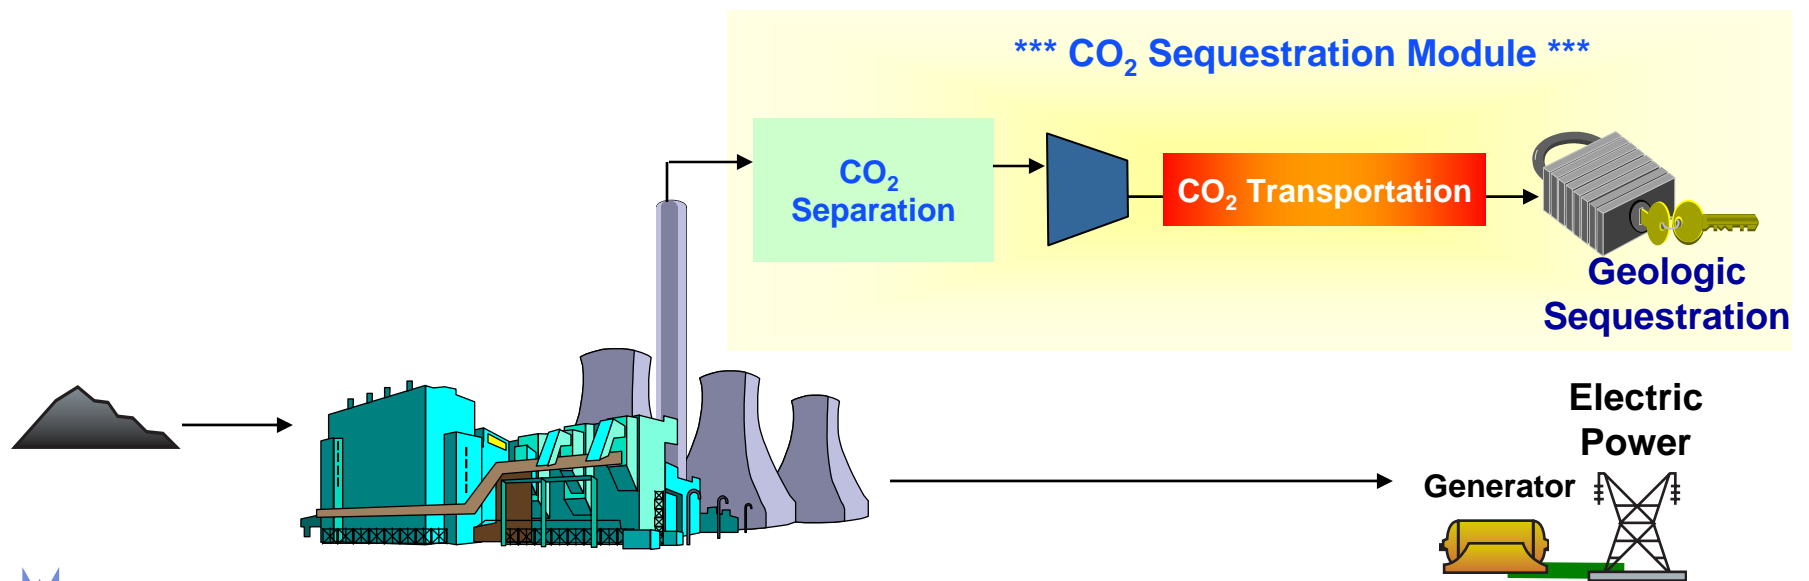 *** CO₂ Sequestration Module ***
CO₂
Separation
CO₂ Transportation
Geologic
Sequestration
Electric
Power
Generator